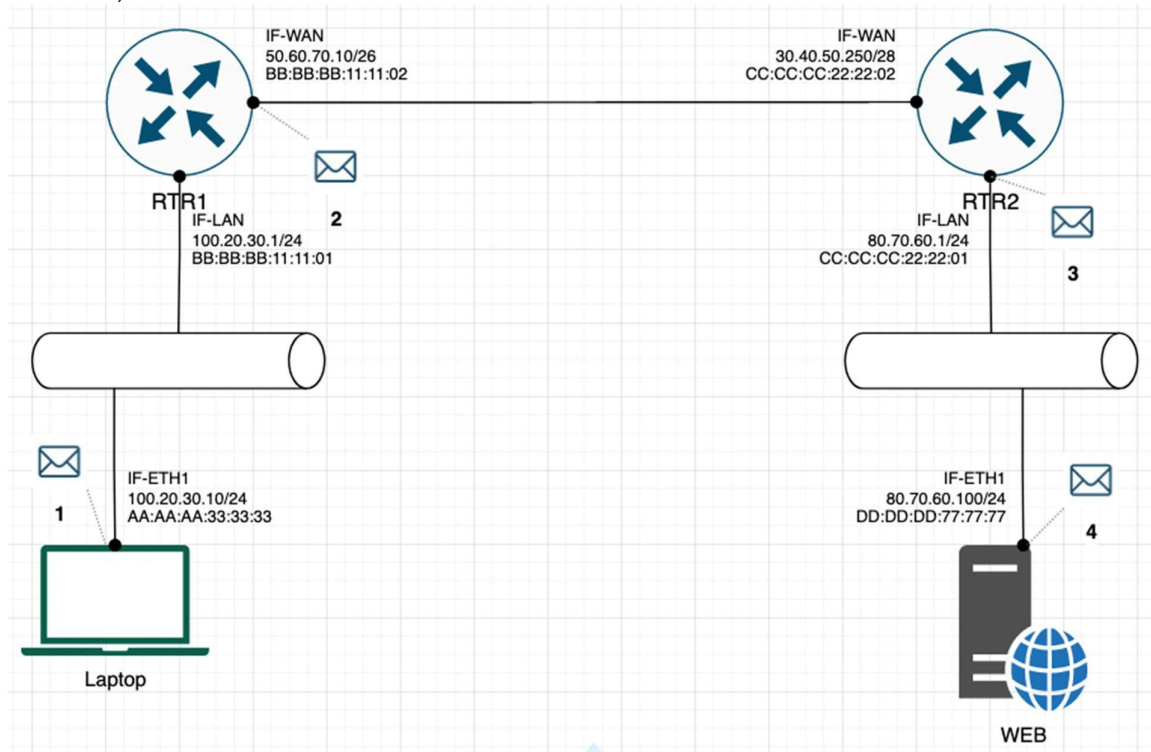 IF-WAN
50.60.70.10/26
BB:BB:BB:11:11:02
IF-WAN
30.40.50.250/28
CC:CC:CC:22:22:02
RTR1
IF-LAN
100.20.30.1/24
BB:BB:BB:11:11:01
2
RTR2
IF-LAN
80.70.60.1/24
CC:CC:CC:22:22:01
3
1
IF-ETH1
100.20.30.10/24
AA:AA:AA:33:33:33
IF-ETH1
80.70.60.100/24
DD:DD:DD:77:77:77
4
Laptop
WEB